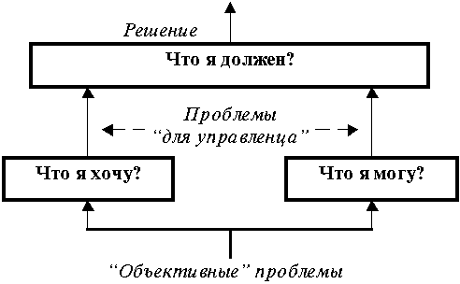 Решение
Что я должен?
Проблемы
“для управленца”
Что я хочу?
Что я могу?
“Объективные” проблемы